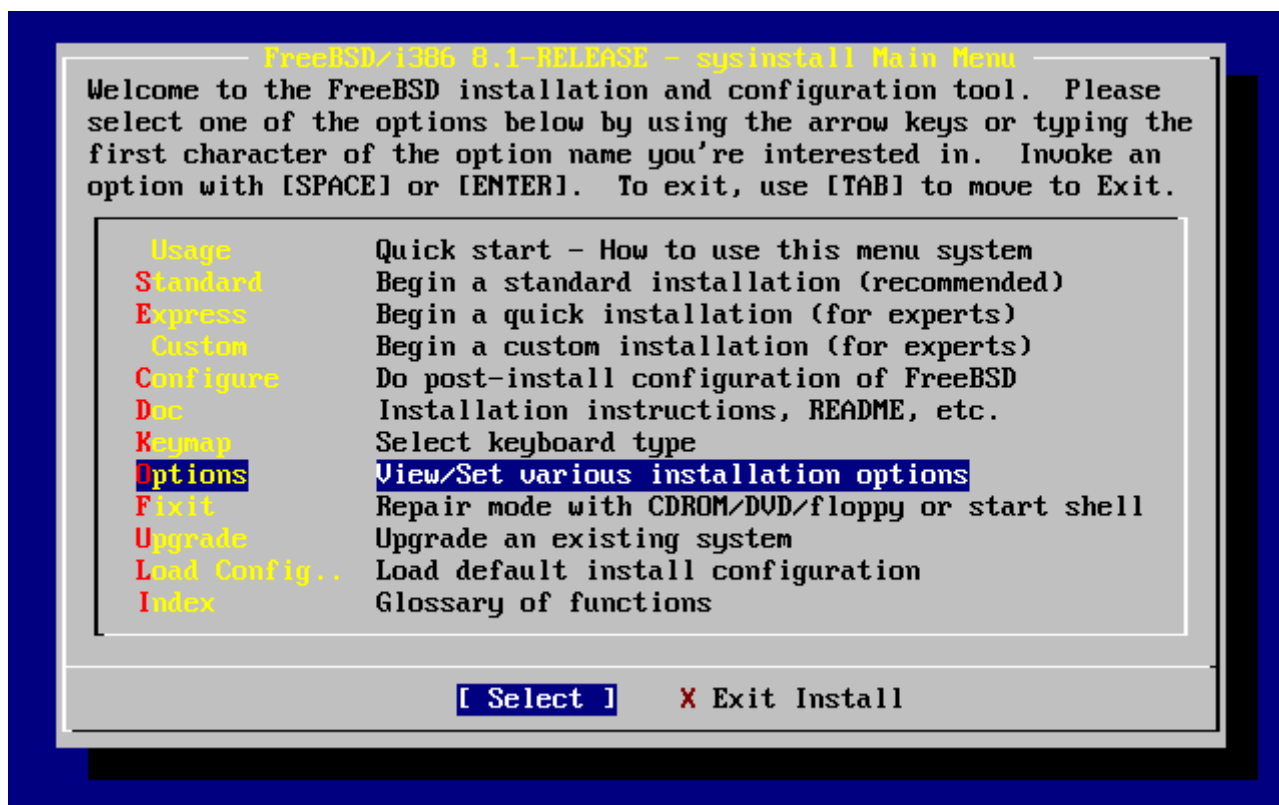 FreeBSD/i386 8.1-RELEASE - sysinstall Main Menu
Welcome to the FreeBSD installation and configuration tool.  Please
select one of the options below by using the arrow keys or typing the
first character of the option name you're interested in.  Invoke an
option with [SPACE] or [ENTER].  To exit, use [TAB] to move to Exit.
Usage Quick start - How to use this menu system
Standard Begin a standard installation (recommended)
Express Begin a quick installation (for experts)
Custom Begin a custom installation (for experts)
Configure Do post-install configuration of FreeBSD
Doc Installation instructions, README, etc.
Keymap Select keyboard type
Options View/Set various installation options
Fixit Repair mode with CDROM/DVD/floppy or start shell
Upgrade Upgrade an existing system
Load Config.. Load default install configuration
Index Glossary of functions
[ Select ] X Exit Install